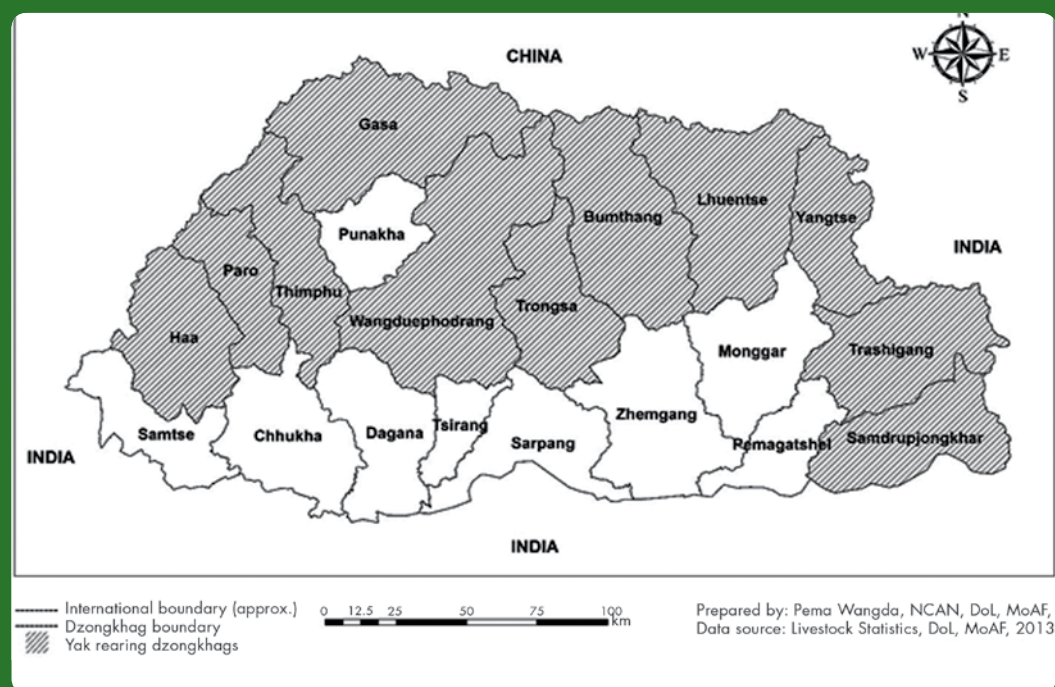 N
W E
S
CHINA
Gasa
Punakha
Bumthang
Lhuentse
Yangtse
INDIA
Paro
Thimphu
Wangduephodrang
Trongsa
Haa
Monggar
Trashigang
Samtse
Chhukha
Dagana
Tsirang
Sarpang
Zhemgang
Pemagatshel
Samdrupjongkhar
INDIA
INDIA
International boundary (approx.)
Dzongkhag boundary
Yak rearing dzongkhags
0 12.5 25 50 75 100
km
Prepared by: Pema Wangda, NCAN, DoL, MoAF,
Data source: Livestock Statistics, DoL, MoAF, 2013